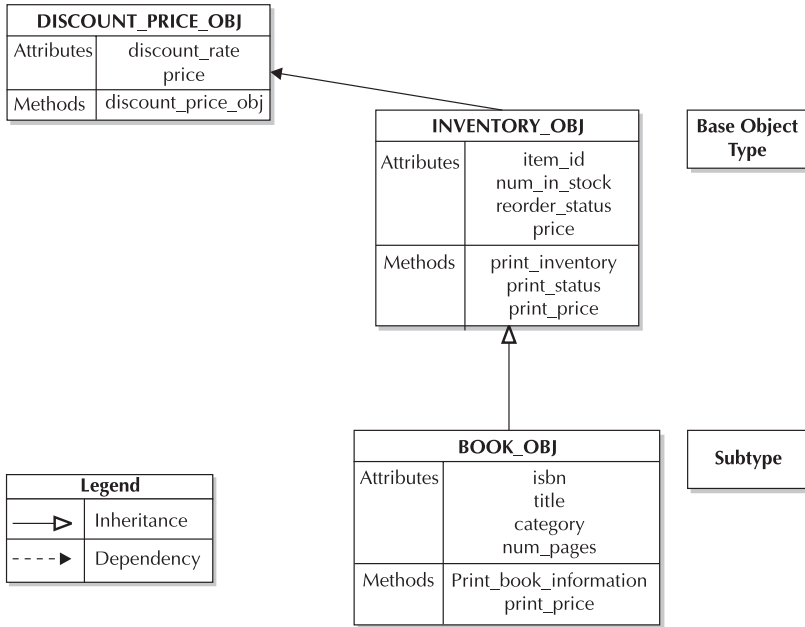 DISCOUNT_PRICE_OBJ
Attributes discount_rate
price
Methods discount_price_obj
INVENTORY_OBJ
Attributes item_id
num_in_stock
reorder_status
price
Methods print_inventory
print_status
print_price
Base Object
Type
BOOK_OBJ
Attributes isbn
title
category
num_pages
Methods Print_book_information
print_price
Subtype
Legend
Inheritance
Dependency